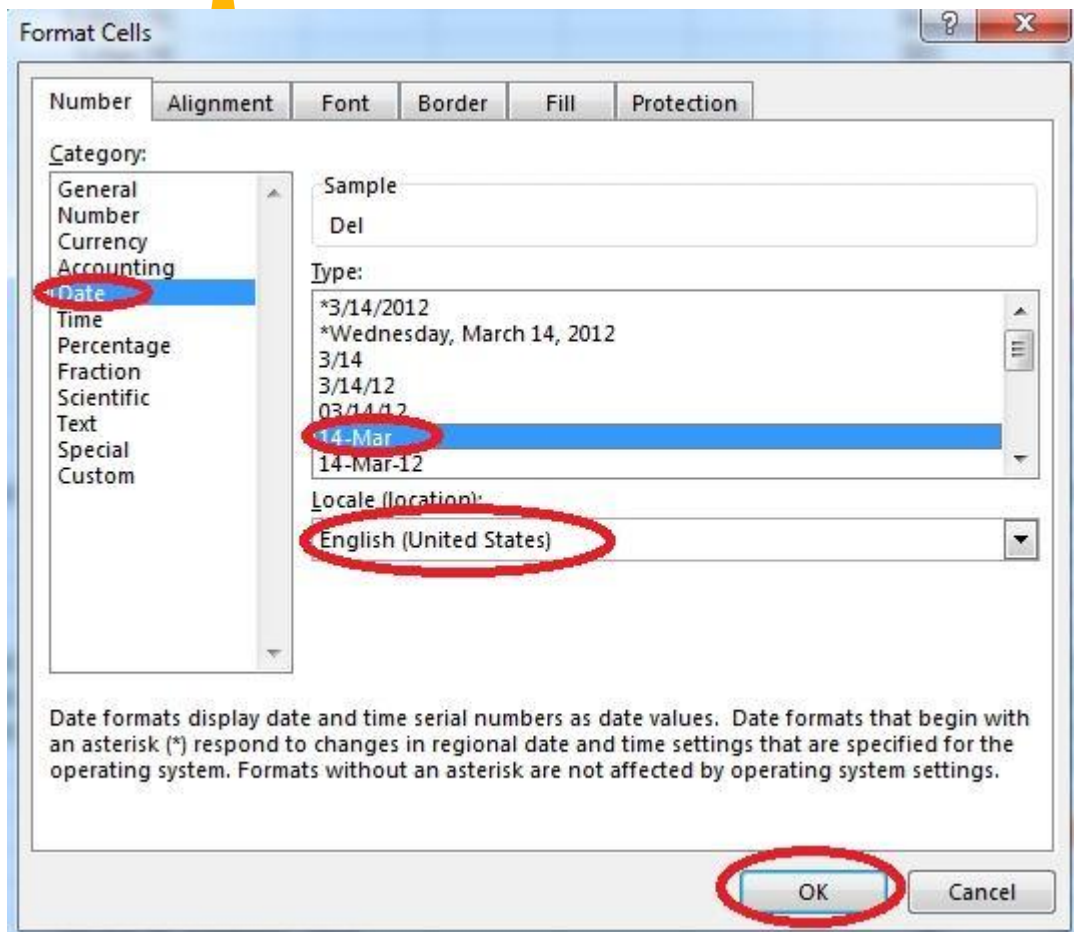 Format Cells
Number Alignment Font Border Fill Protection
Category:
General
Number
Currency
Accounting
Date
Time
Percentage
Fraction
Scientific
Text
Special
Custom
Sample
Del
Type:
*3/14/2012
*Wednesday, March 14, 2012
3/14
3/14/12
03/14/12
14-Mar
14-Mar-12
Locale (location):
English (United States)
Date formats display date and time serial numbers as date values. Date formats that begin with
an asterisk (*) respond to changes in regional date and time settings that are specified for the
operating system. Formats without an asterisk are not affected by operating system settings.
OK Cancel